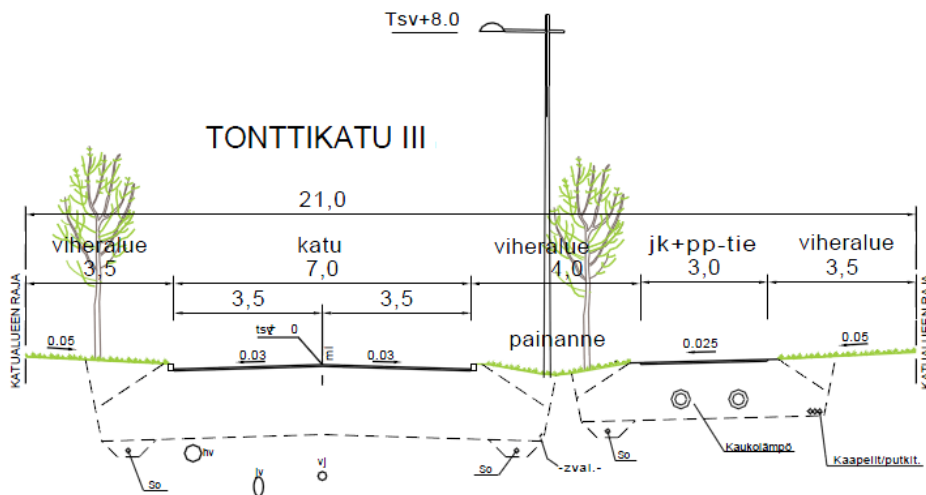 Tsv+8.0
TONTTIKATU III
21,0
viheralue katu viheralue jk+pp-tie viheralue
3,5 7,0 4,0 3,0 3,5
3,5 3,5
KATUALUEEN RAJA
tsv+ 0
painanne
KATUALUEEN RAJA
0.05 0.03 ml 0.03 0.025 0.05
hv
So
lv
vj
So
-zval.-
So
Kaukolämpö
Kaapelit/putkit.